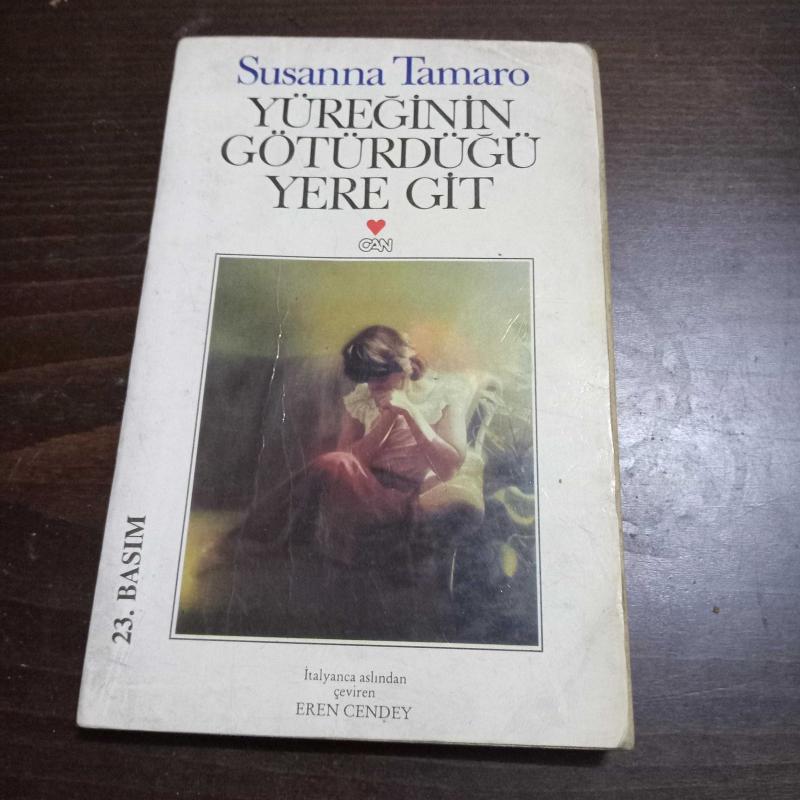 Susanna Tamaro
YÜREĞİNİN
GÖTÜRDÜĞÜ
YERE GİT
CAN
23. BASIM
İtalyanca aslından
çeviren
EREN CENDEY